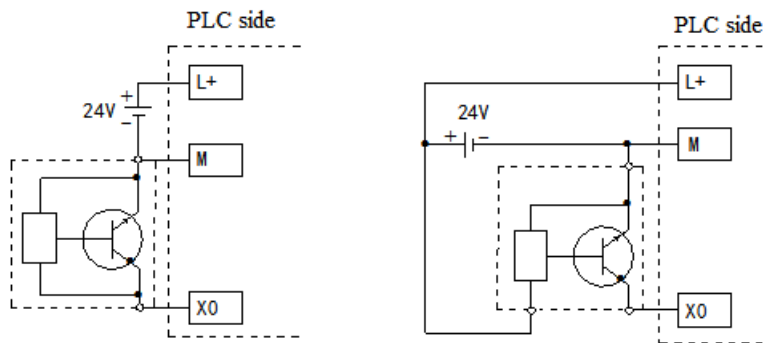 PLC side
L+
+
24V
-
M
X0
PLC side
L+
24V
+ -
M
X0